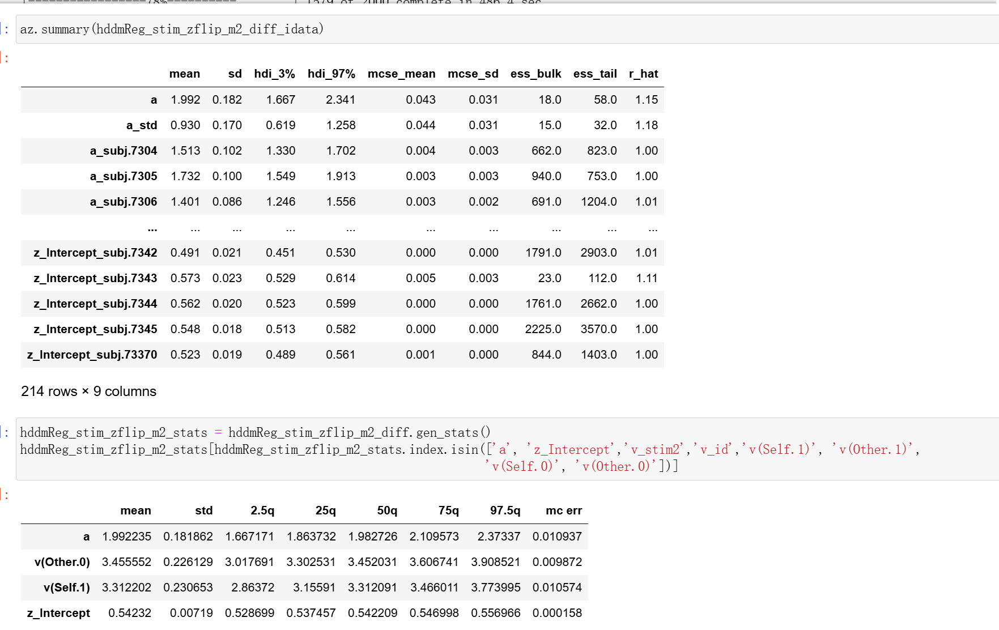 78%
1579 of 2000 complete in 486.4 sec
]:
az.summary(hddmReg_stim_zflip_m2_diff_idata)
]:
mean sd hdi_3% hdi_97% mcse_mean mcse_sd ess_bulk ess_tail r_hat
a 1.992 0.182 1.667 2.341 0.043 0.031 18.0 58.0 1.15
a_std 0.930 0.170 0.619 1.258 0.044 0.031 15.0 32.0 1.18
a_subj.7304 1.513 0.102 1.330 1.702 0.004 0.003 662.0 823.0 1.00
a_subj.7305 1.732 0.100 1.549 1.913 0.003 0.003 940.0 753.0 1.00
a_subj.7306 1.401 0.086 1.246 1.556 0.003 0.002 691.0 1204.0 1.01
... ... ... ... ... ... ... ... ... ...
z_Intercept_subj.7342 0.491 0.021 0.451 0.530 0.000 0.000 1791.0 2903.0 1.01
z_Intercept_subj.7343 0.573 0.023 0.529 0.614 0.005 0.003 23.0 112.0 1.11
z_Intercept_subj.7344 0.562 0.020 0.523 0.599 0.000 0.000 1761.0 2662.0 1.00
z_Intercept_subj.7345 0.548 0.018 0.513 0.582 0.000 0.000 2225.0 3570.0 1.00
z_Intercept_subj.73370 0.523 0.019 0.489 0.561 0.001 0.000 844.0 1403.0 1.00
214 rows × 9 columns
]:
hddmReg_stim_zflip_m2_stats = hddmReg_stim_zflip_m2_diff.gen_stats()
hddmReg_stim_zflip_m2_stats[hddmReg_stim_zflip_m2_stats.index.isin(['a', 'z_Intercept','v_stim2','v_id','v(Self.1)', 'v(Other.1)',
'v(Self.0)', 'v(Other.0)'])]
]:
mean std 2.5q 25q 50q 75q 97.5q mc err
a 1.992235 0.181862 1.667171 1.863732 1.982726 2.109573 2.37337 0.010937
v(Other.0) 3.455552 0.226129 3.017691 3.302531 3.452031 3.606741 3.908521 0.009872
v(Self.1) 3.312202 0.230653 2.86372 3.15591 3.312091 3.466011 3.773995 0.010574
z_Intercept 0.54232 0.00719 0.528699 0.537457 0.542209 0.546998 0.556966 0.000158